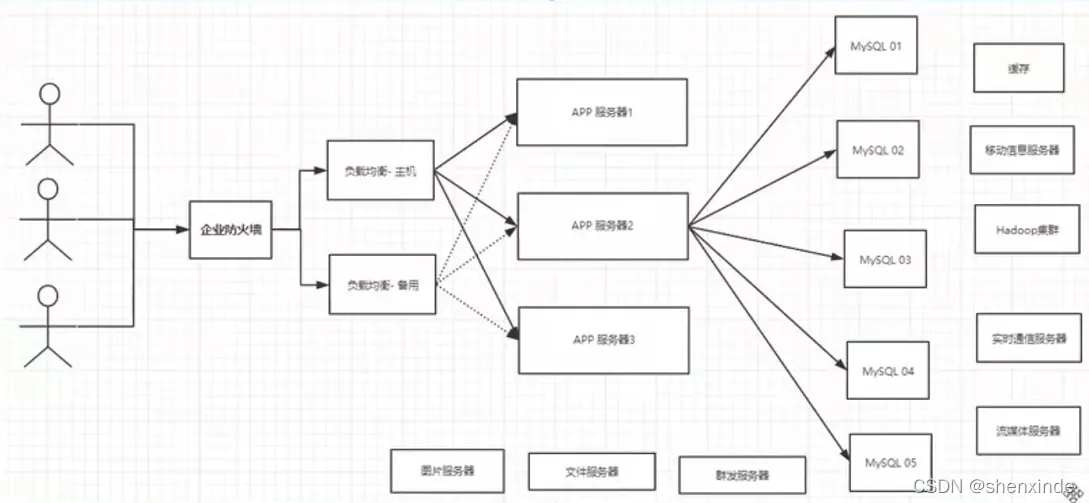 企业防火墙
负载均衡- 主机
负载均衡- 备用
APP 服务器1
APP 服务器2
APP 服务器3
MySQL 01
MySQL 02
MySQL 03
MySQL 04
MySQL 05
缓存
移动信息服务器
Hadoop集群
实时通信服务器
流媒体服务器
图片服务器
文件服务器
群发服务器
CSDN @shenxinde